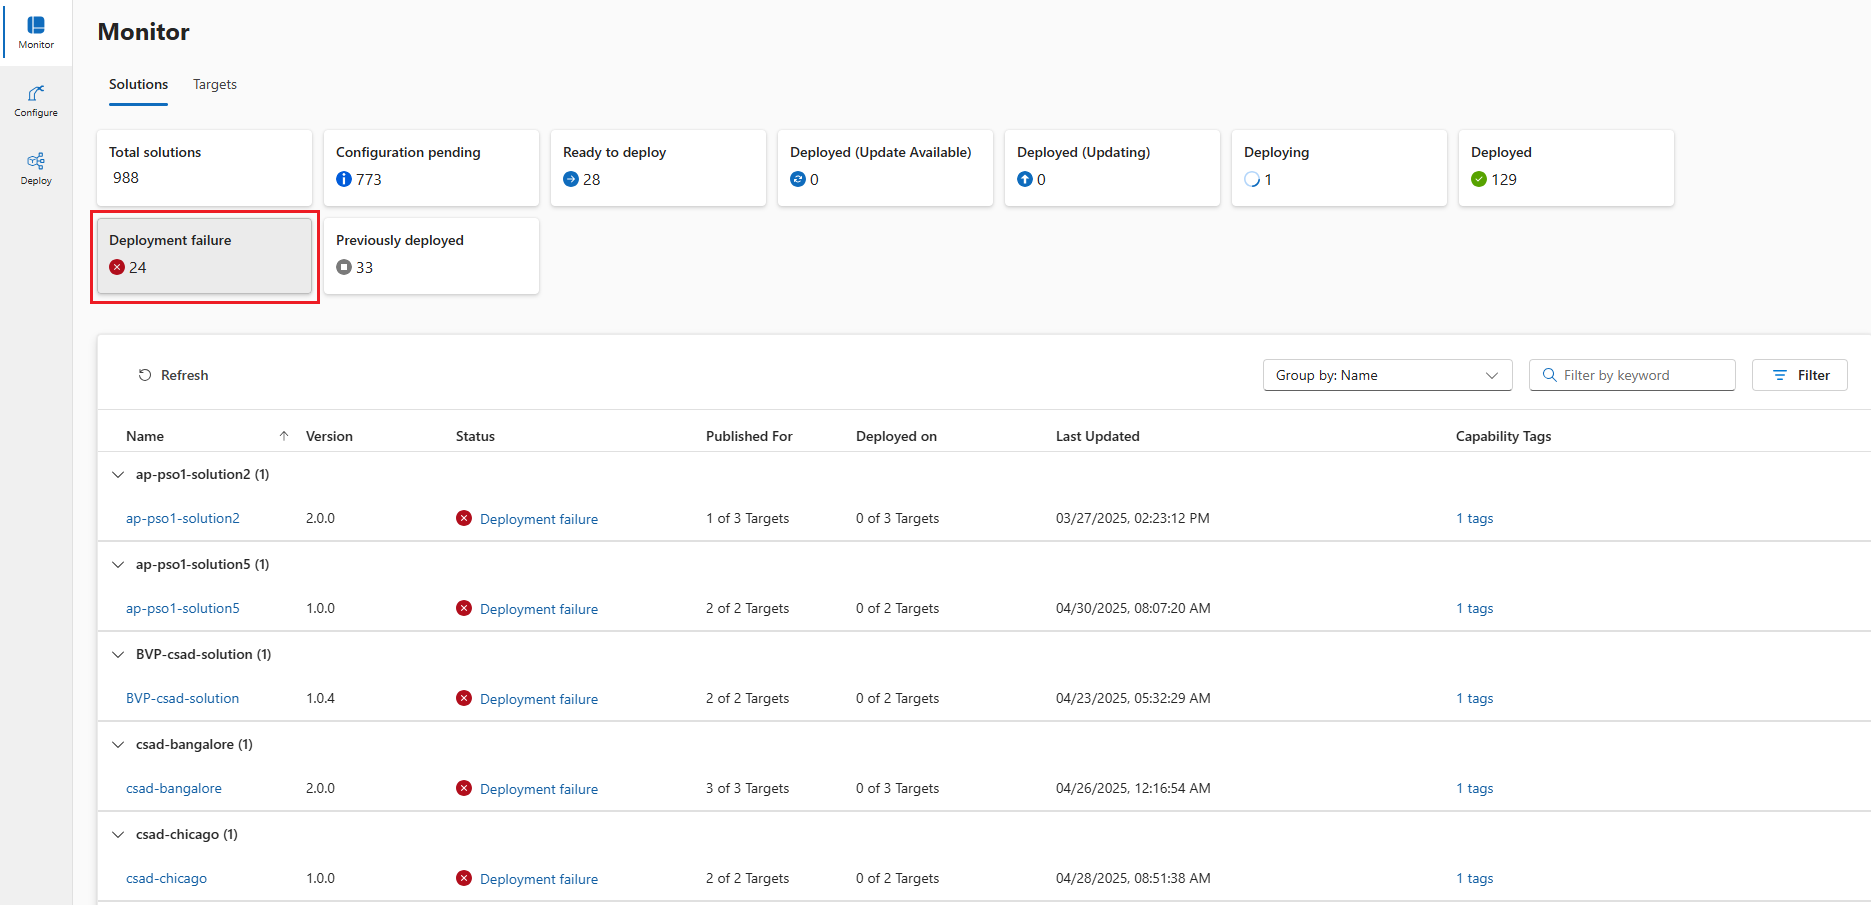 Monitor
Configure
Deploy
Monitor
Solutions Targets
Total solutions
988
Configuration pending
773
Ready to deploy
28
Deployed (Update Available)
0
Deployed (Updating)
0
Deploying
1
Deployed
129
Deployment failure
24
Previously deployed
33
Refresh Group by: Name Filter by keyword Filter
Name Version Status Published For Deployed on Last Updated Capability Tags
ap-pso1-solution2 (1)
ap-pso1-solution2 2.0.0 Deployment failure 1 of 3 Targets 0 of 3 Targets 03/27/2025, 02:23:12 PM 1 tags
ap-pso1-solution5 (1)
ap-pso1-solution5 1.0.0 Deployment failure 2 of 2 Targets 0 of 2 Targets 04/30/2025, 08:07:20 AM 1 tags
BVP-csad-solution (1)
BVP-csad-solution 1.0.4 Deployment failure 2 of 2 Targets 0 of 2 Targets 04/23/2025, 05:32:29 AM 1 tags
csad-bangalore (1)
csad-bangalore 2.0.0 Deployment failure 3 of 3 Targets 0 of 3 Targets 04/26/2025, 12:16:54 AM 1 tags
csad-chicago (1)
csad-chicago 1.0.0 Deployment failure 2 of 2 Targets 0 of 2 Targets 04/28/2025, 08:51:38 AM 1 tags